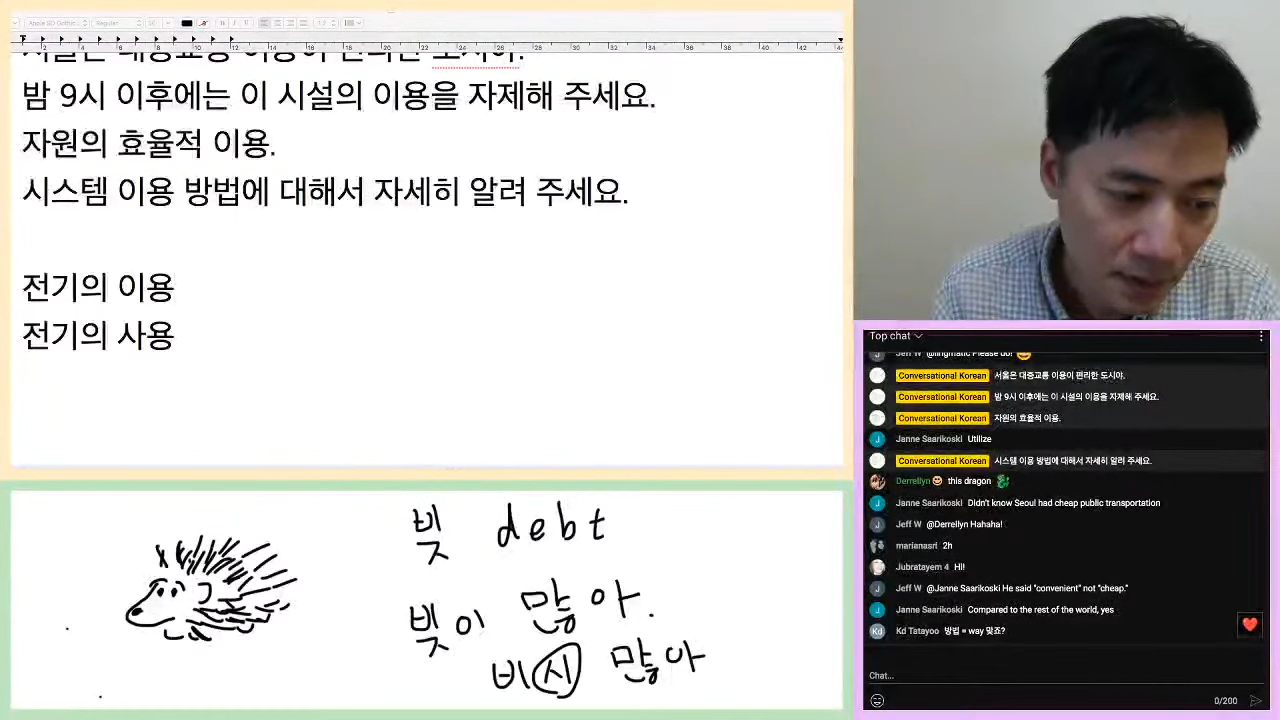 밤 9시 이후에는 이 시설의 이용을 자제해 주세요.
자원의 효율적 이용.
시스템 이용 방법에 대해서 자세히 알려 주세요.
전기의 이용
전기의 사용
빚 debt
빚이 많아.
비시 많아
Top chat
Conversational Korean 서울은 대중교통 이용이 편리한 도시야.
Conversational Korean 밤 9시 이후에는 이 시설의 이용을 자제해 주세요.
Conversational Korean 자원의 효율적 이용.
Janne Saarikoski Utilize
Conversational Korean 시스템 이용 방법에 대해서 자세히 알려 주세요.
Derrellyn this dragon
Janne Saarikoski Didn't know Seoul had cheap public transportation
Jeff W @Derrellyn Hahaha!
marianasri 2h
Jubratayem 4 Hi!
Jeff W @Janne Saarikoski He said "convenient" not "cheap."
Janne Saarikoski Compared to the rest of the world, yes
Kd Kd Tatayoo 방법 = way 맞죠?
Chat...
0/200